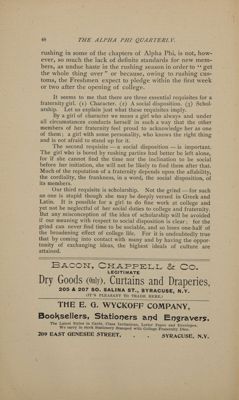 48 THE ALPHA PHI QUARTERLY.
rushing in some of the chapters of Alpha Phi, is not, how-
ever, so much the lack of definite standards for new mem-
bers, as undue haste in the rushing season in order to "get
the whole thing over" or because, owing to rushing cus-
toms, the Freshmen expect to pledge within the first week
or two after the opening of college.
It seems to me that there are three essential requisites for a
fraternity girl. (1) Character. (2) A social disposition. (3) Schol-
arship. Let us explain just what these requisites imply.
By a girl of character we mean a girl who always and under
all circumstances conducts herself in such a way that the other
members of her fraternity feel proud to acknowledge her as one
of them; a girl with some personality, who knows the right thing
and is not afraid to stand up for it.
The second requisite—a social disposition—is important.
The girl who is bored by rushing parties had better be left alone,
for if she cannot find the time nor the inclination to be social
before her initiation, she will not be likely to find them after that.
Much of the reputation of a fraternity depends upon the affability,
the cordiality, the frankness, in a word, the social disposition, of
its members.
Our third requisite is scholarship. Not the grind—for such
an one is stupid though she may be deeply versed in Greek and
Latin. It is possible for a girl to do fine work at college and
yet not be neglectful of her social duties to college and fraternity.
But any misconception of the idea of scholarship will be avoided
if our meaning with respect to social disposition is clear: for the
grind can never find time to be sociable, and so loses one-half of
the broadening effect of college life. For it is undoubtedly true
that by coming into contact with many and by having the oppor-
tunity of exchanging ideas, the highest ideals of culture are
attained.
BACON, CHAPPELL & CO.
LEGITIMATE
Dry Goods (Only), Curtains and Draperies,
205 & 207 SO. SALINA ST., SYRACUSE, N.Y.
(IT'S PLEASANT TO TRADE HERE.)
THE E. G. WYCKOFF COMPANY,
Booksellers, Stationers and Engravers.
The Latest Styles in Cards, Class Invitations, Letter Papers and Envelopes.
We carry in Stock Stationery Stamped with College Fraternity Dies.
209 EAST GENESEE STREET, . . SYRACUSE, N.Y.